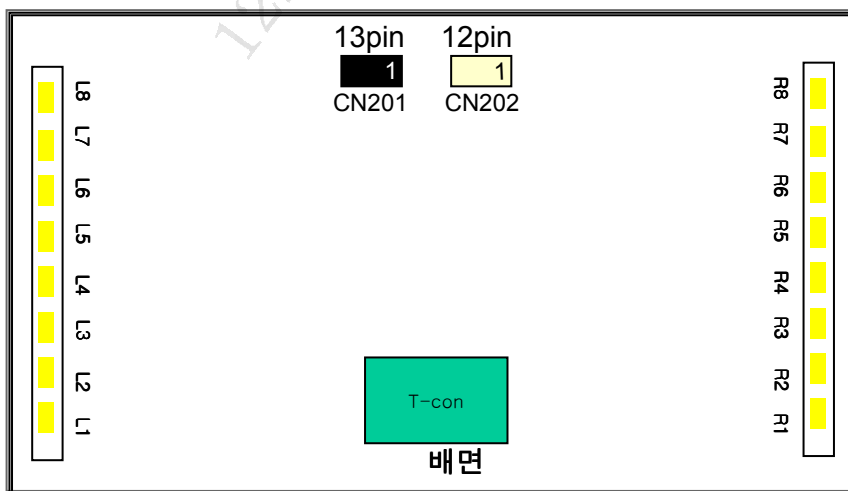 13pin 12pin
1 1
CN201 CN202
L8
L7
L6
L5
L4
L3
L2
L1
R8
R7
R6
R5
R4
R3
R2
R1
T-con
배면